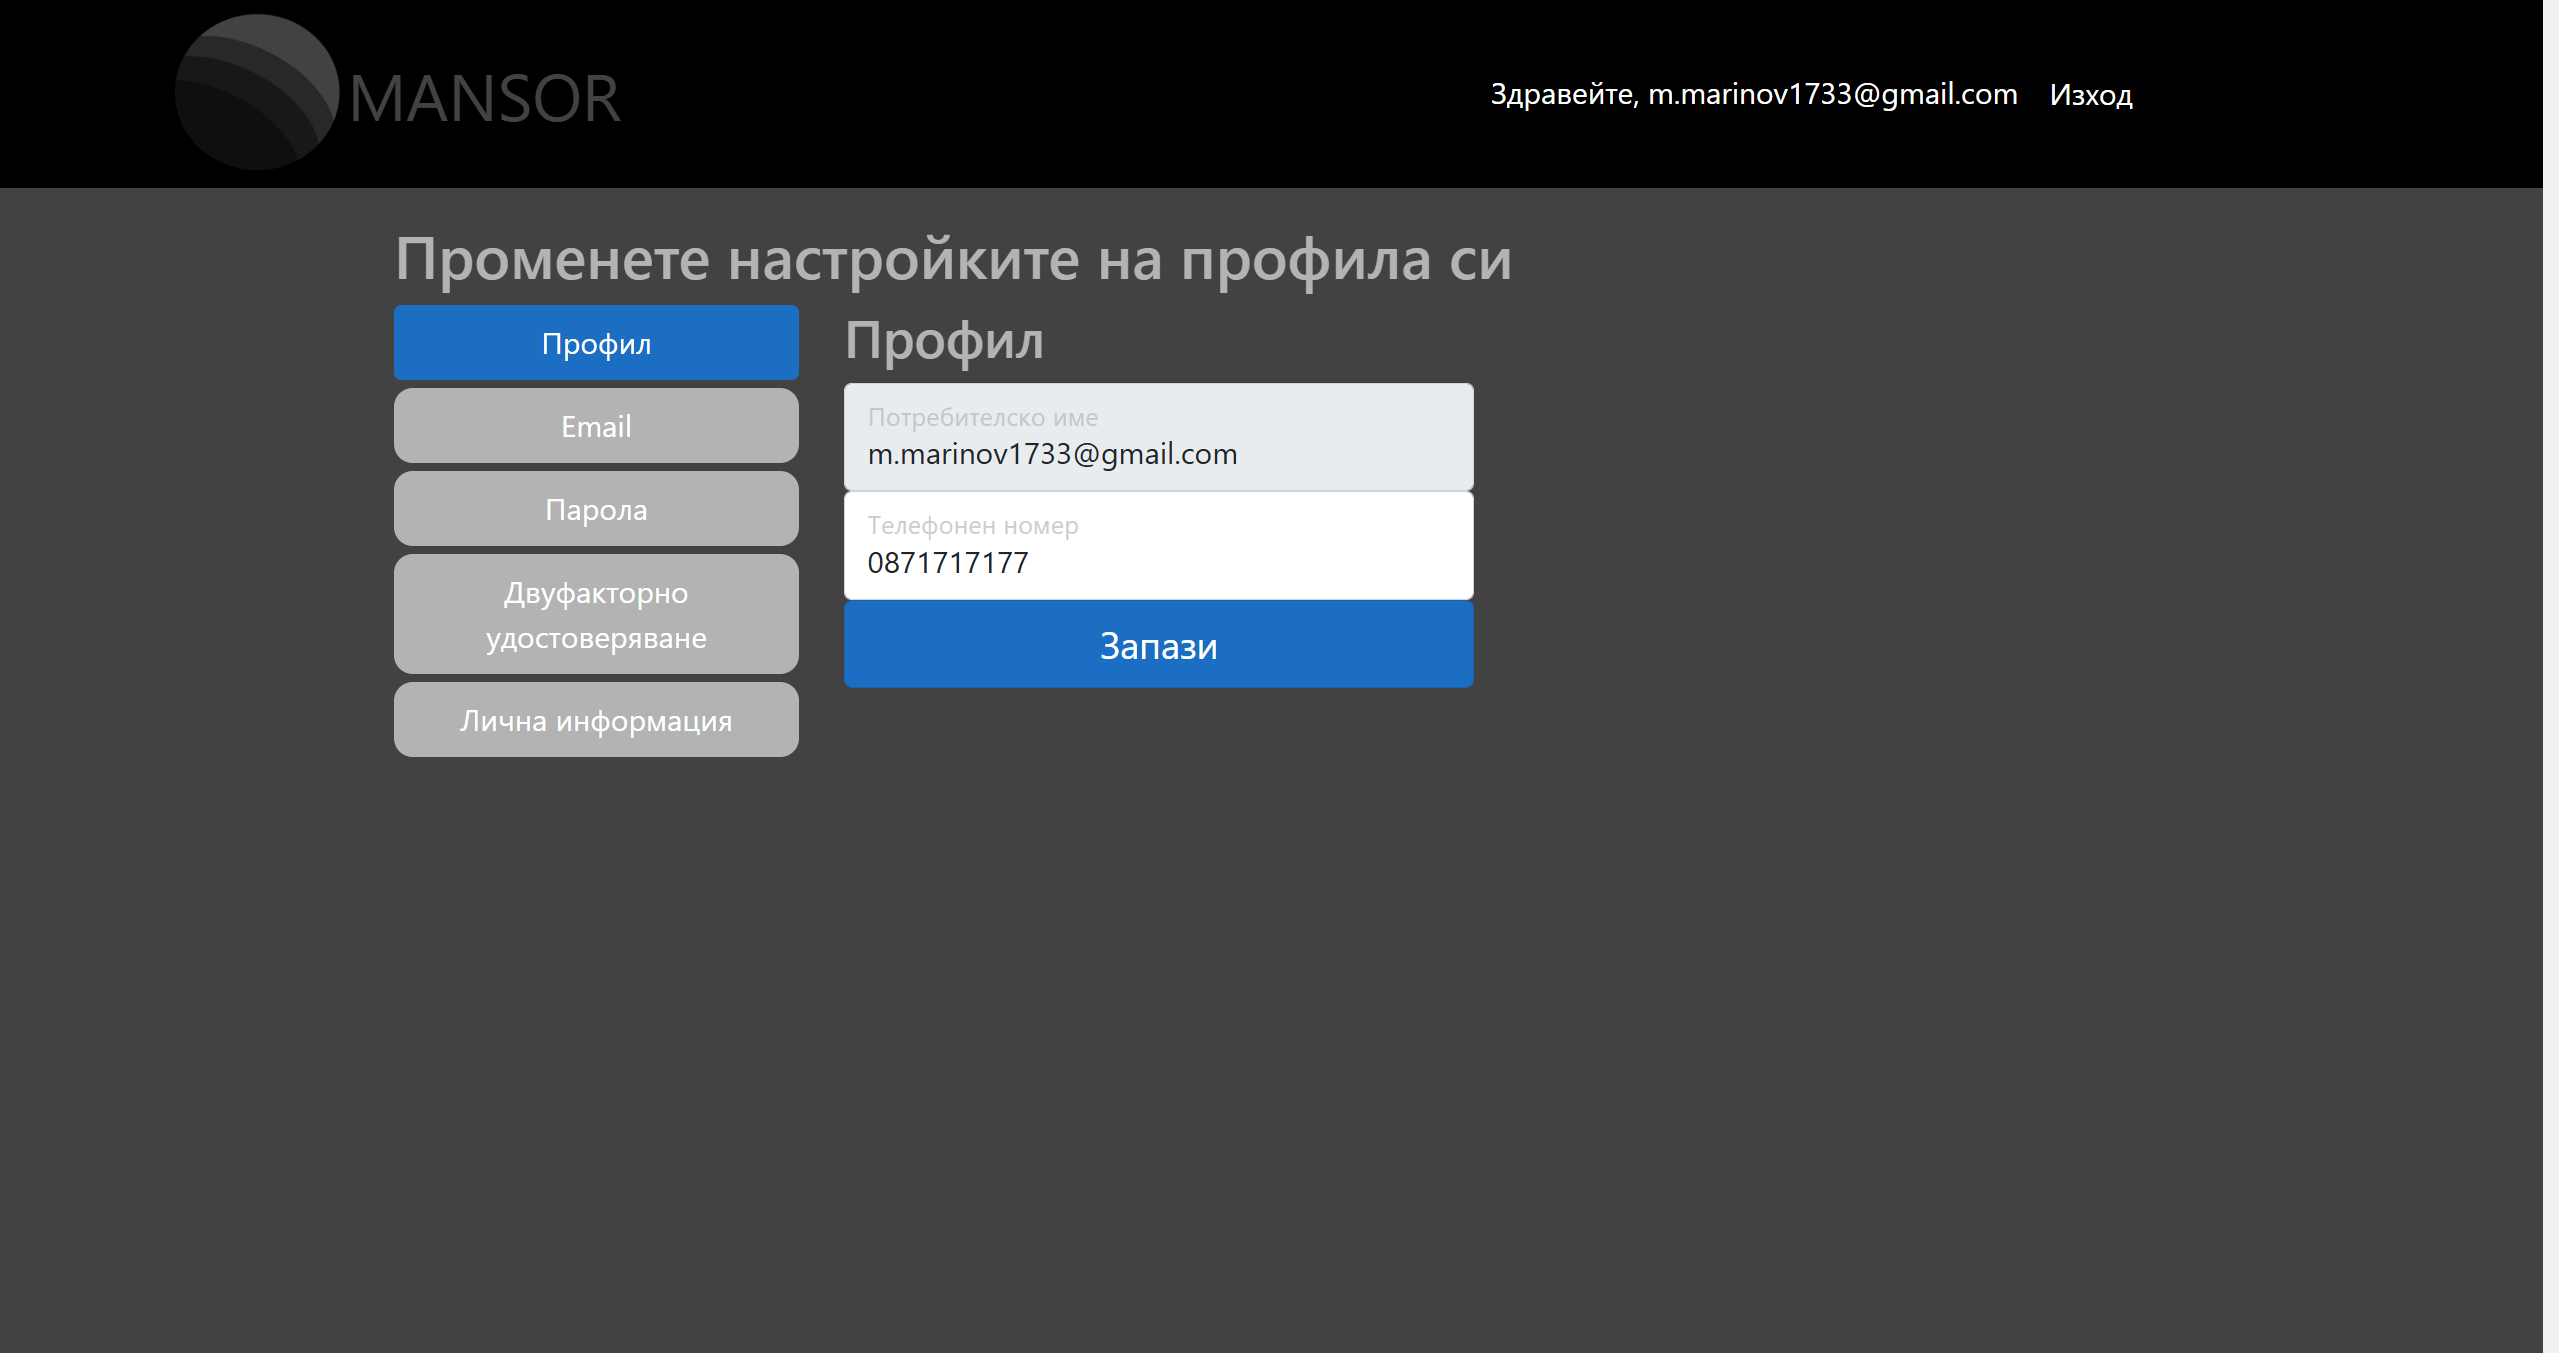 MANSOR
Здравейте, m.marinov1733@gmail.com
Изход
Променете настройките на профила си
Профил
Email
Парола
Двуфакторно
удостоверяване
Лична информация
Профил
Потребителско име
m.marinov1733@gmail.com
Телефонен номер
0871717177
Запази